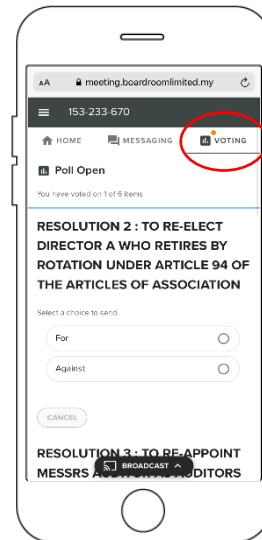 AA meeting.boardroomlimited.my
153-233-670
HOME MESSAGING VOTING
Poll Open
You have voted on 1 of 6 items
RESOLUTION 2 : TO RE-ELECT
DIRECTOR A WHO RETIRES BY
ROTATION UNDER ARTICLE 94 OF
THE ARTICLES OF ASSOCIATION
Select a choice to send.
For
Against
CANCEL
RESOLUTION 3 : TO RE-APPOINT
MESSRS
BROADCAST